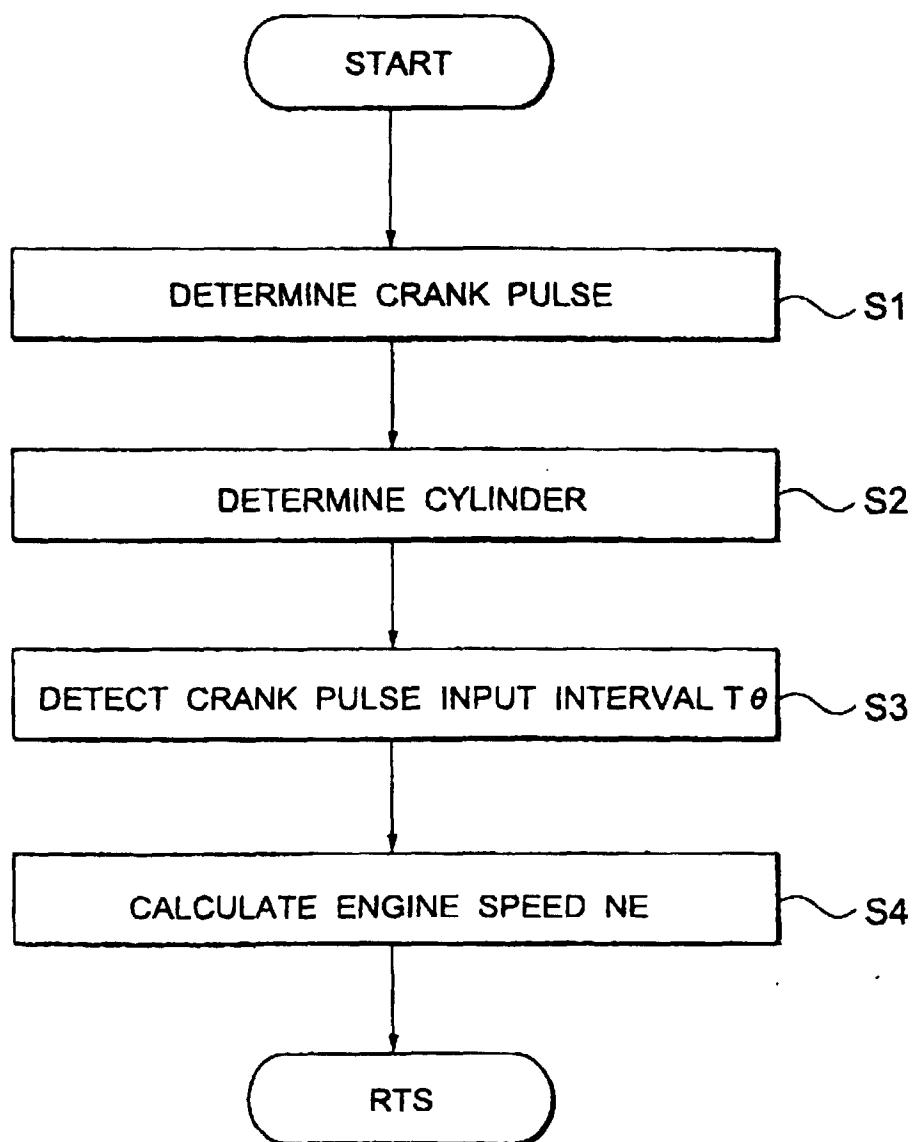 START
DETERMINE CRANK PULSE
S1
DETERMINE CYLINDER
S2
DETECT CRANK PULSE INPUT INTERVAL Tθ
S3
CALCULATE ENGINE SPEED NE
S4
RTS